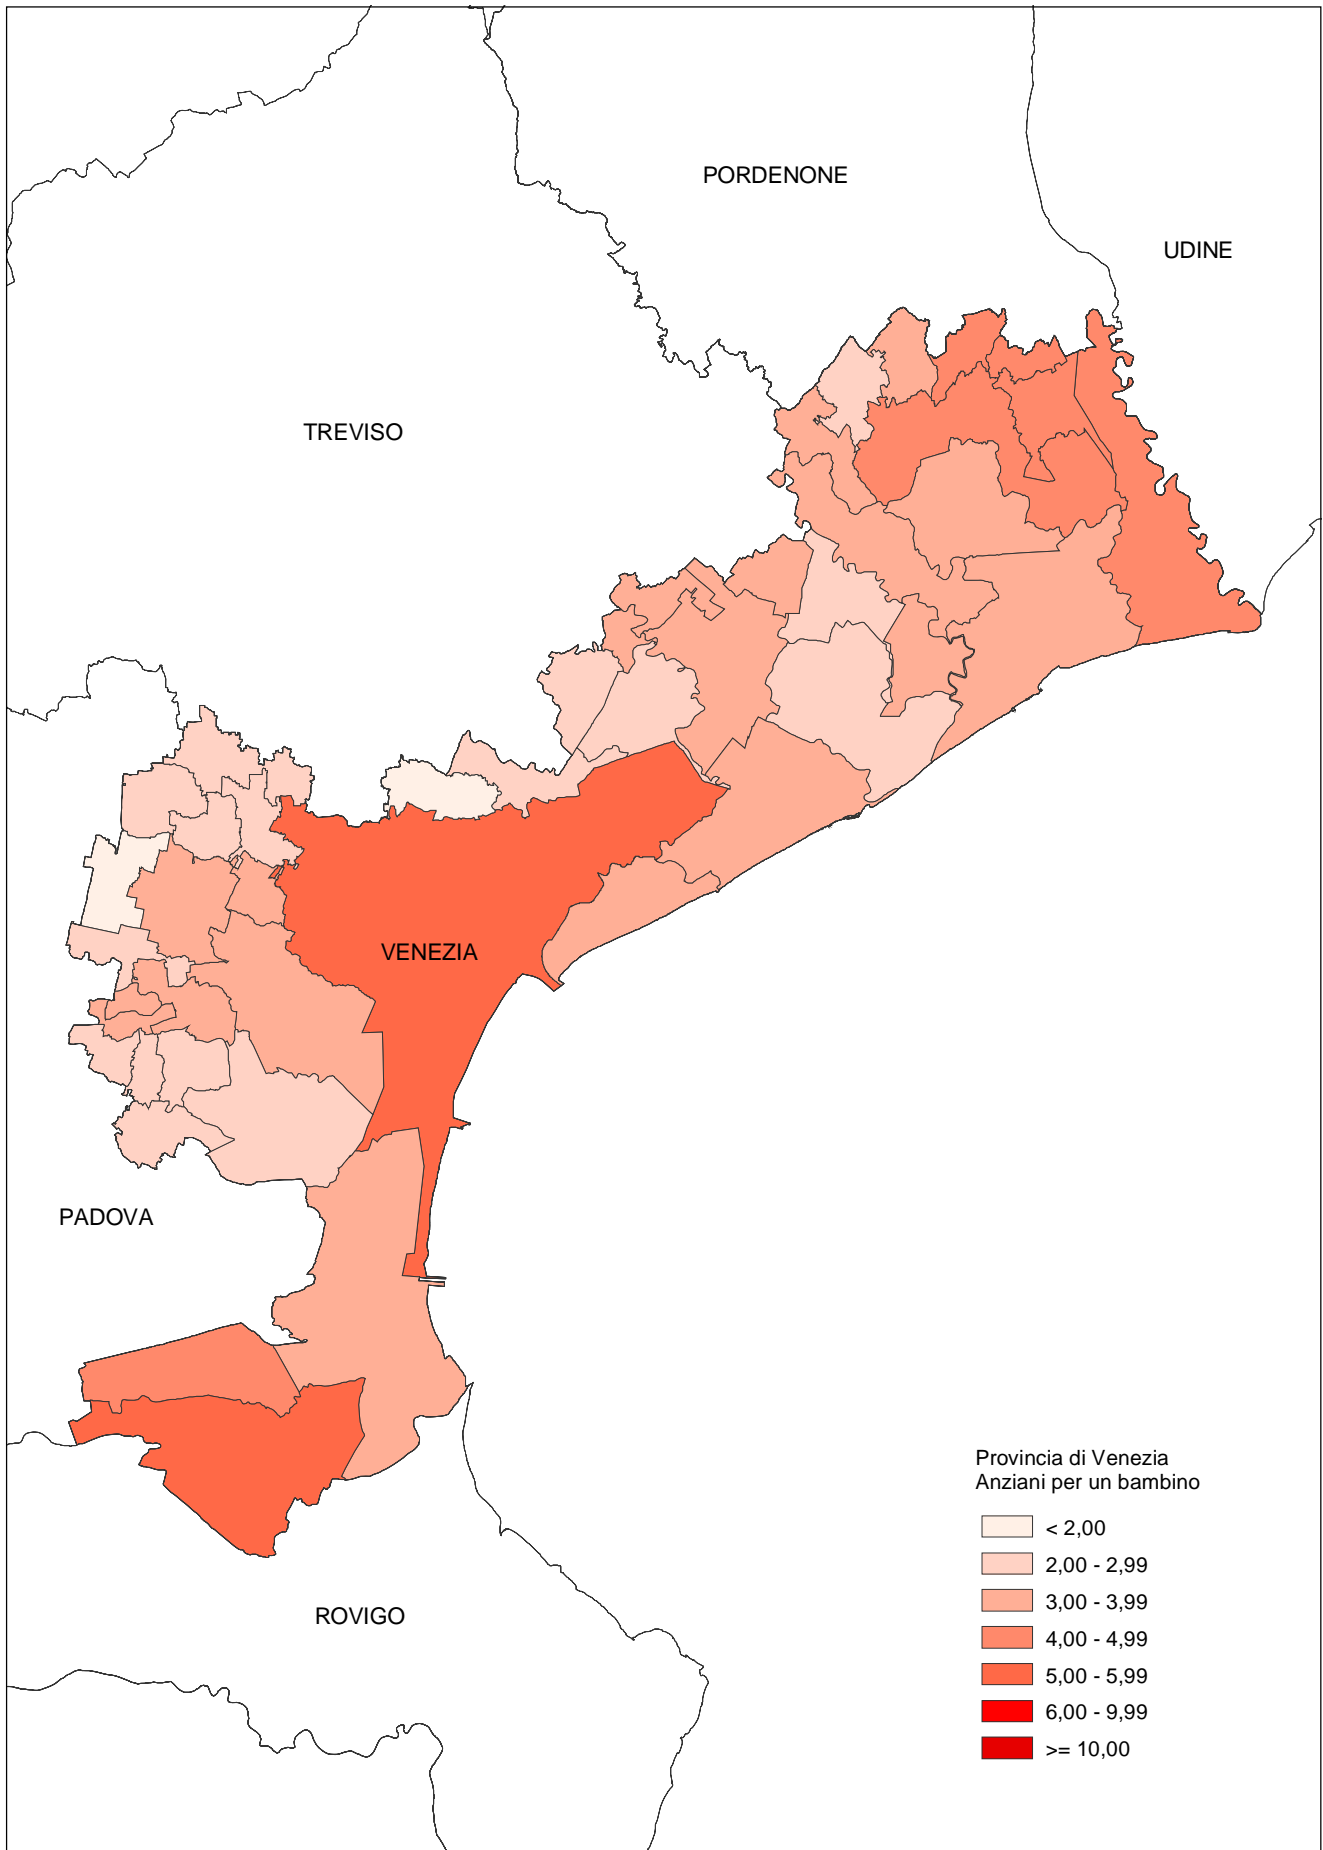 PORDENONE
UDINE
TREVISO
VENEZIA
PADOVA
ROVIGO
Provincia di Venezia
Anziani per un bambino
< 2,00
2,00 - 2,99
3,00 - 3,99
4,00 - 4,99
5,00 - 5,99
6,00 - 9,99
>= 10,00